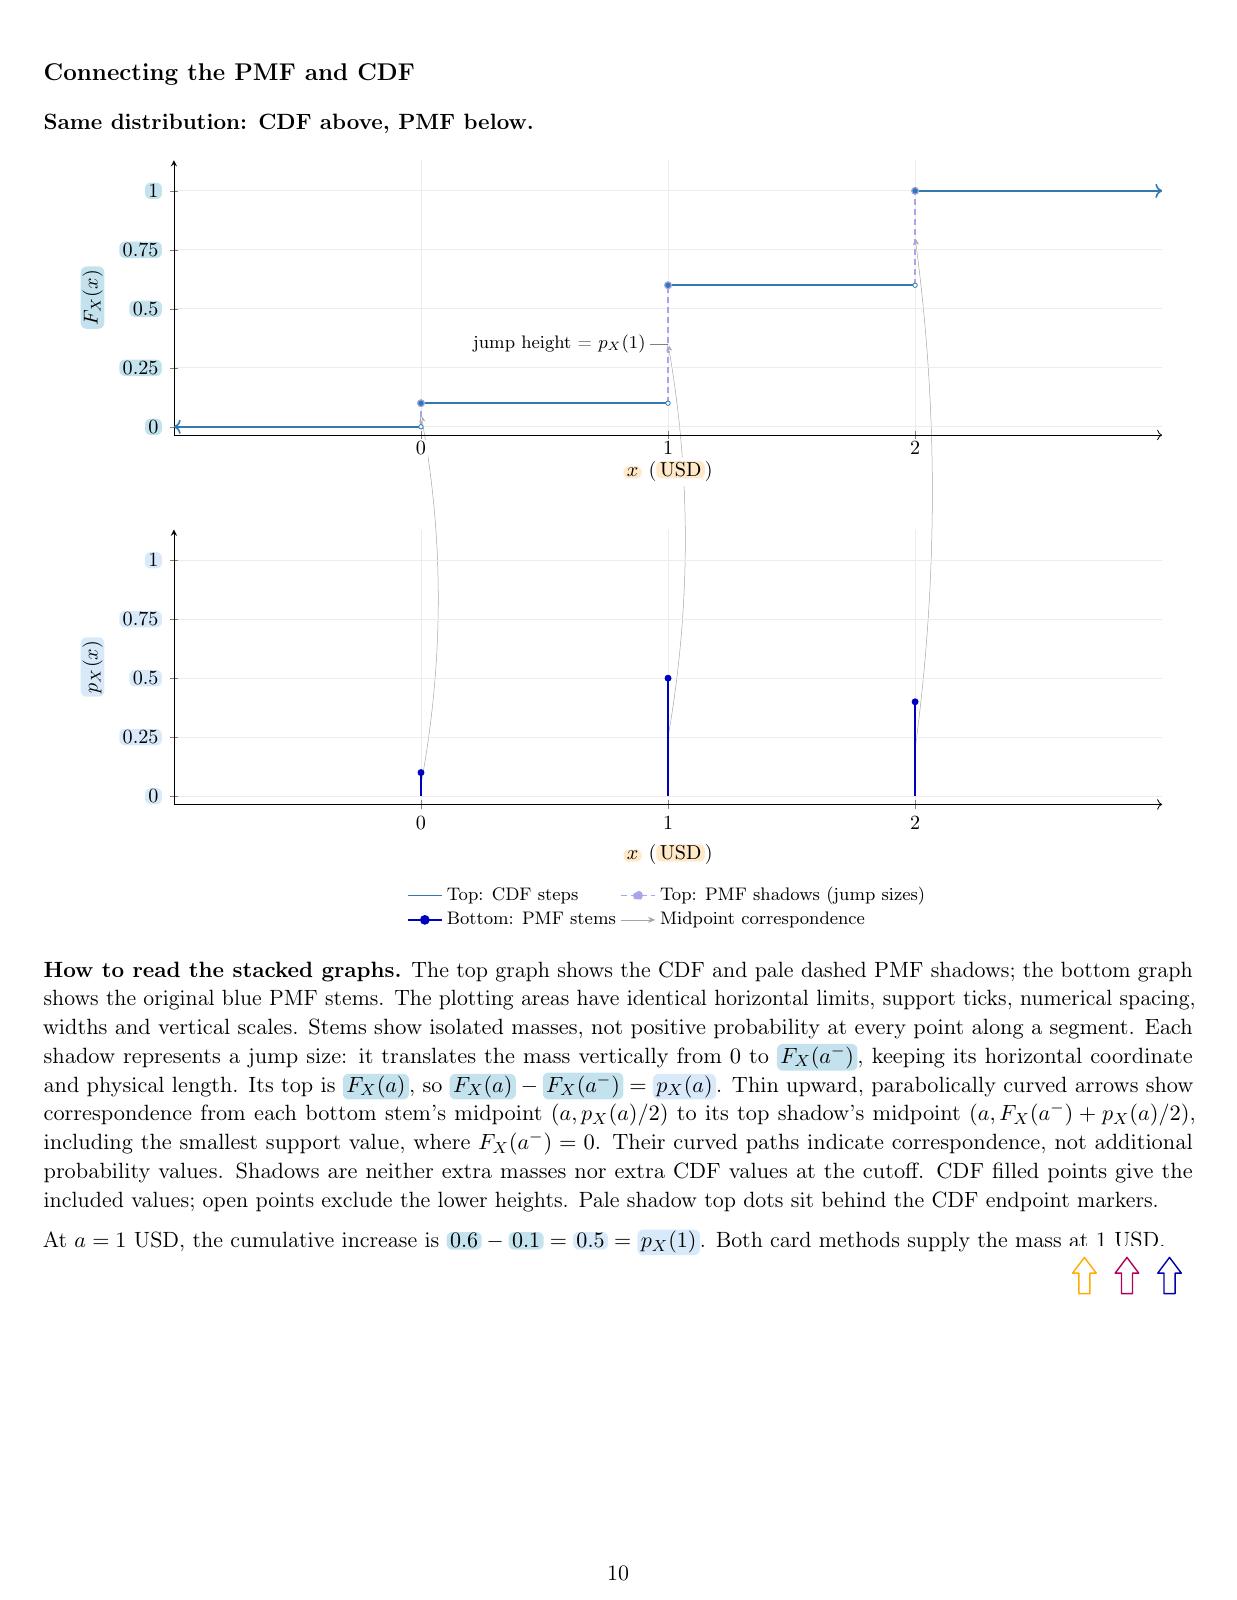 Connecting the PMF and CDF
Same distribution: CDF above, PMF below.
1
0.75
0.5
0.25
0
F_X(x)
jump height = p_X(1)
0 1 2
x (USD)
1
0.75
0.5
0.25
0
p_X(x)
0 1 2
x (USD)
Top: CDF steps Top: PMF shadows (jump sizes)
Bottom: PMF stems Midpoint correspondence
How to read the stacked graphs. The top graph shows the CDF and pale dashed PMF shadows; the bottom graph
shows the original blue PMF stems. The plotting areas have identical horizontal limits, support ticks, numerical spacing,
widths and vertical scales. Stems show isolated masses, not positive probability at every point along a segment. Each
shadow represents a jump size: it translates the mass vertically from 0 to F_X(a⁻), keeping its horizontal coordinate
and physical length. Its top is F_X(a), so F_X(a) − F_X(a⁻) = p_X(a). Thin upward, parabolically curved arrows show
correspondence from each bottom stem's midpoint (a, p_X(a)/2) to its top shadow's midpoint (a, F_X(a⁻) + p_X(a)/2),
including the smallest support value, where F_X(a⁻) = 0. Their curved paths indicate correspondence, not additional
probability values. Shadows are neither extra masses nor extra CDF values at the cutoff. CDF filled points give the
included values; open points exclude the lower heights. Pale shadow top dots sit behind the CDF endpoint markers.
At a = 1 USD, the cumulative increase is 0.6 − 0.1 = 0.5 = p_X(1). Both card methods supply the mass at 1 USD.
10